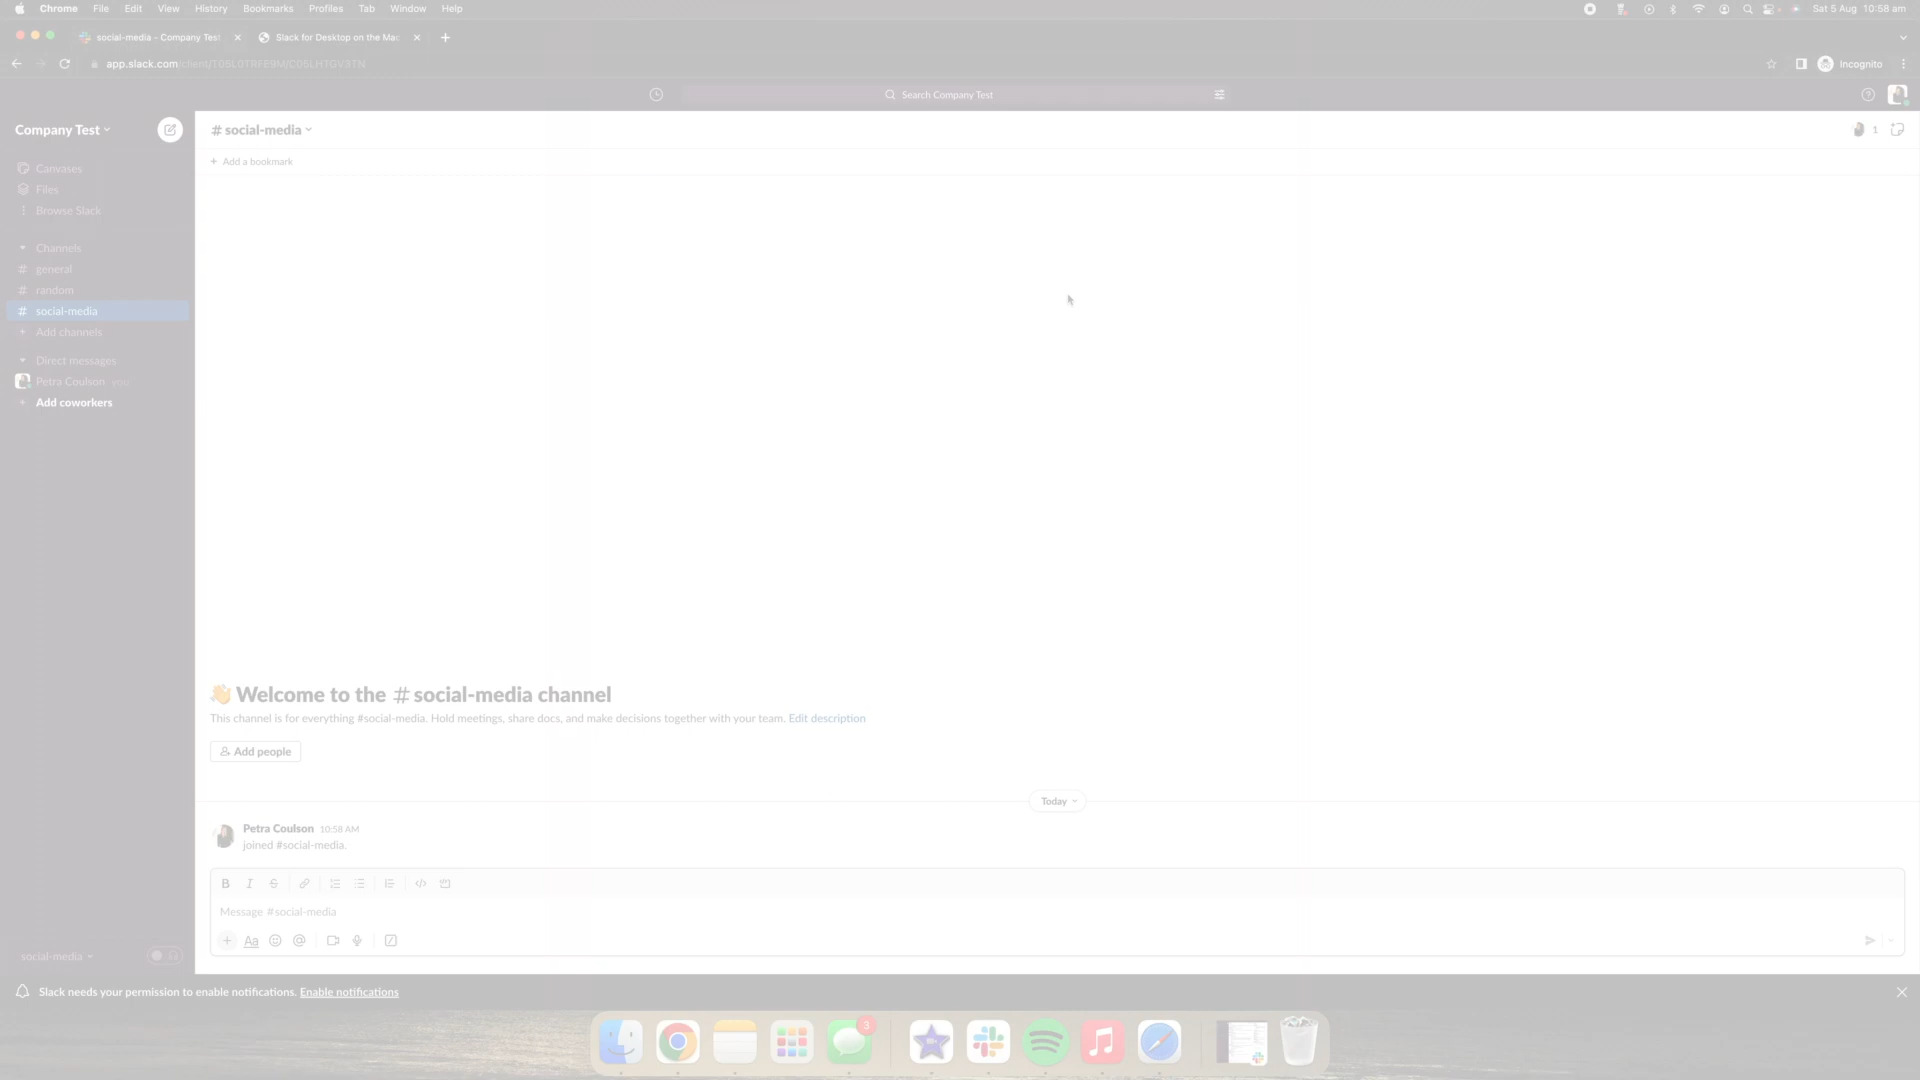 Chrome File Edit View History Bookmarks Profiles Tab Window Help Sat 5 Aug 10:58 am
social-media - Company Test Slack for Desktop on the Mac
app.slack.com Incognito
Search Company Test
Company Test
# social-media
1
Add a bookmark
Canvases
Files
Browse Slack
Channels
# general
# random
# social-media
+ Add channels
Direct messages
Petra Coulson you
+ Add coworkers
👋 Welcome to the # social-media channel
This channel is for everything #social-media. Hold meetings, share docs, and make decisions together with your team. Edit description
Add people
Today
Petra Coulson 10:58 AM
joined #social-media.
Message #social-media
Aa
social-media
Slack needs your permission to enable notifications. Enable notifications
3